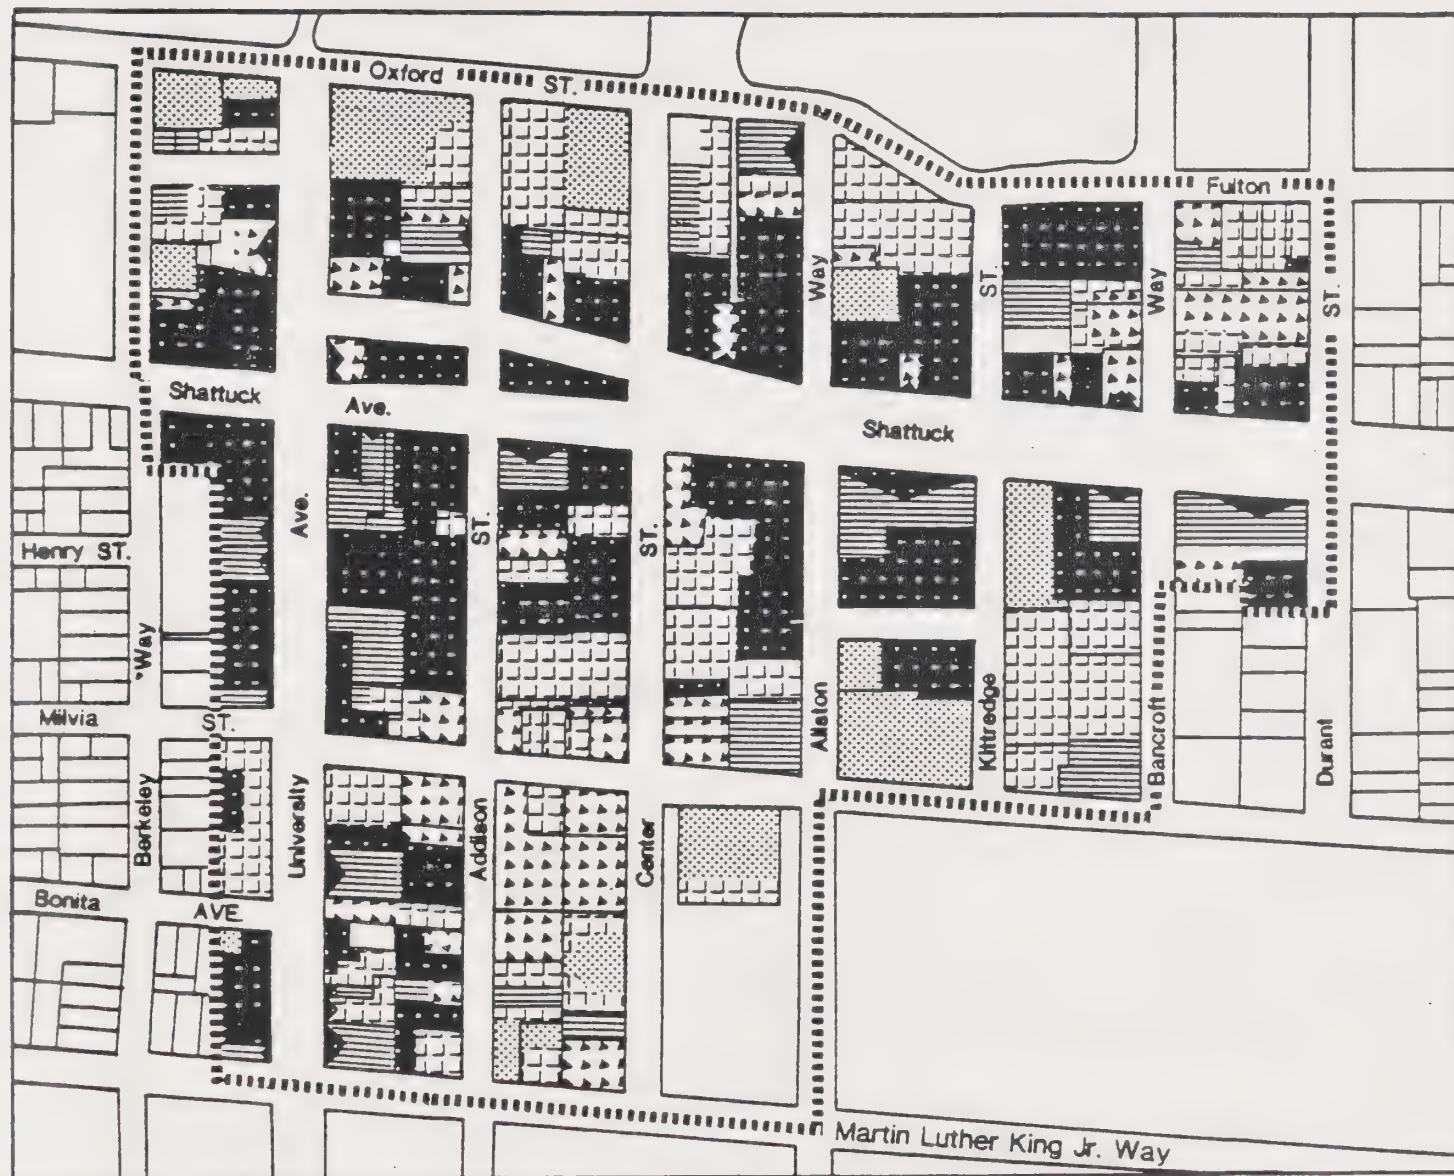 Oxford ST.
Fulton
Way
ST.
Way
ST.
Shattuck Ave.
Shattuck
Ave.
ST.
ST.
Henry ST.
Way
Milvia ST.
Allston
Kittredge
Bancroft
Durant
Berkeley
University
Addison
Center
Bonita AVE.
Martin Luther King Jr. Way